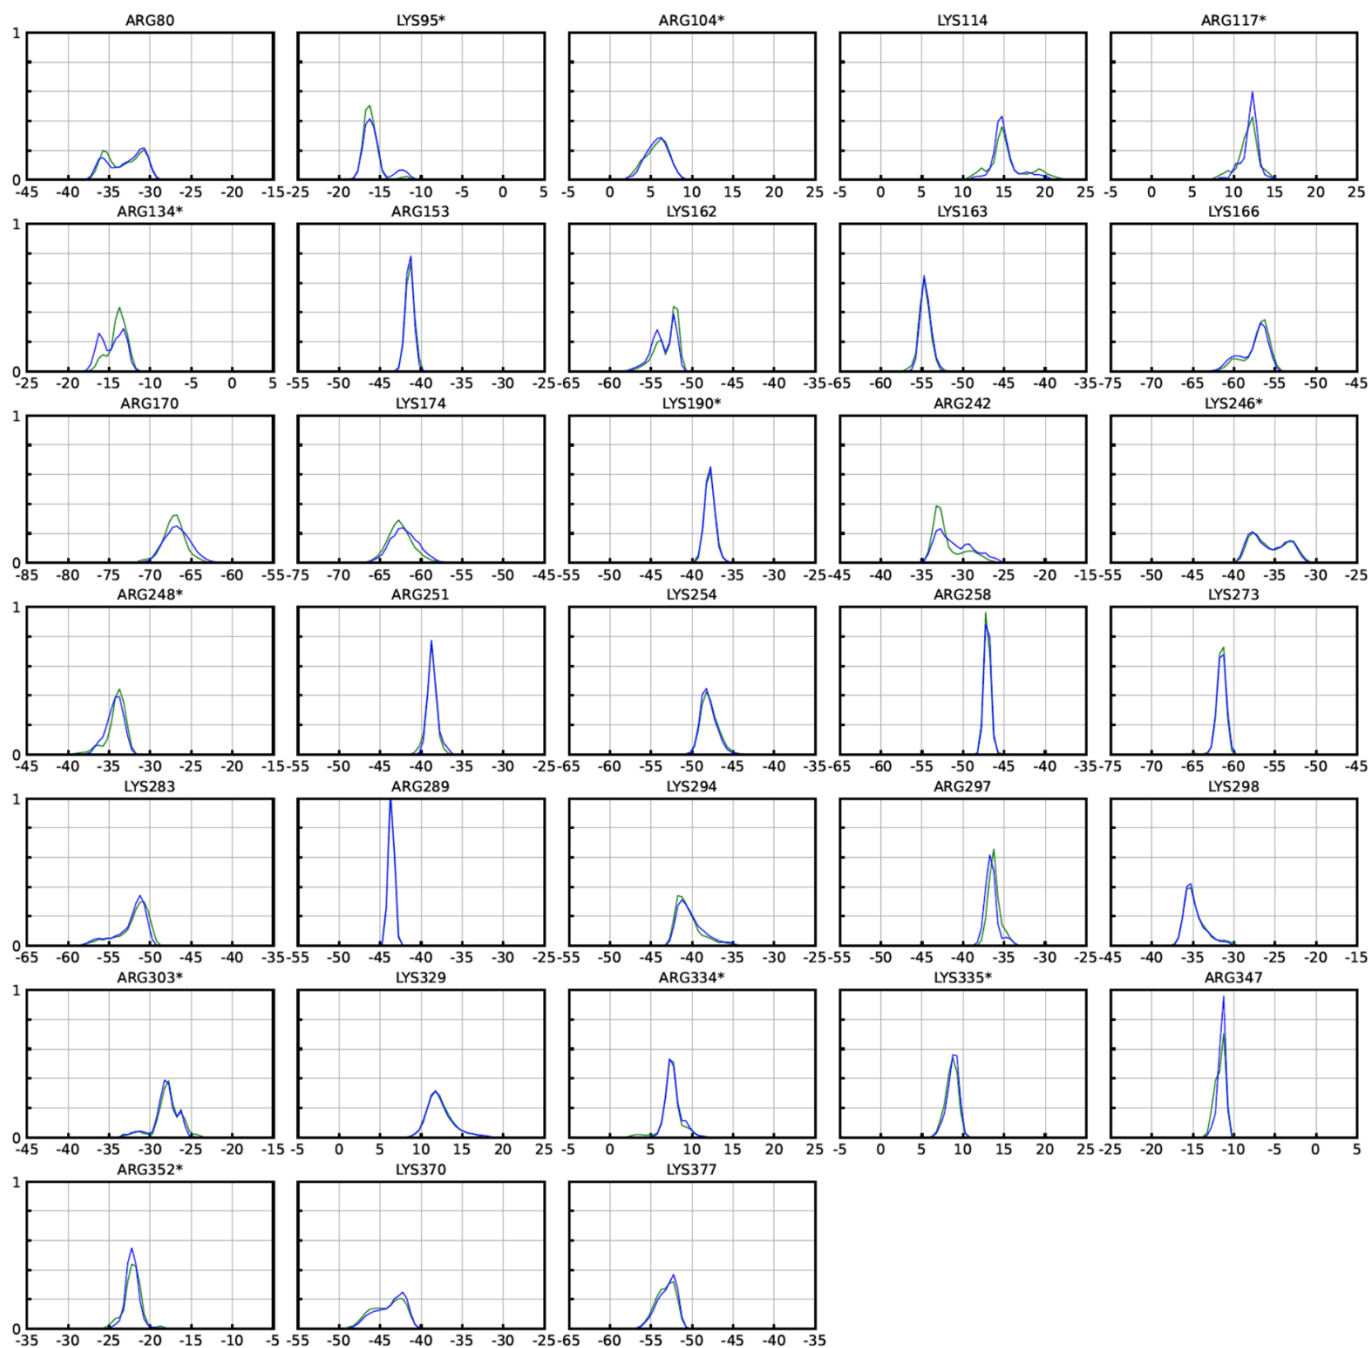 ARG80 LYS95* ARG104* LYS114 ARG117*
1
0
-45 -40 -35 -30 -25 -20 -15 -25 -20 -15 -10 -5 0 5 -5 0 5 10 15 20 25 -5 0 5 10 15 20 25 -5 0 5 10 15 20 25
ARG134* ARG153 LYS162 LYS163 LYS166
1
0
-25 -20 -15 -10 -5 0 5 -55 -50 -45 -40 -35 -30 -25 -65 -60 -55 -50 -45 -40 -35 -65 -60 -55 -50 -45 -40 -35 -75 -70 -65 -60 -55 -50 -45
ARG170 LYS174 LYS190* ARG242 LYS246*
1
0
-85 -80 -75 -70 -65 -60 -55 -75 -70 -65 -60 -55 -50 -45 -55 -50 -45 -40 -35 -30 -25 -45 -40 -35 -30 -25 -20 -15 -55 -50 -45 -40 -35 -30 -25
ARG248* ARG251 LYS254 ARG258 LYS273
1
0
-45 -40 -35 -30 -25 -20 -15 -55 -50 -45 -40 -35 -30 -25 -65 -60 -55 -50 -45 -40 -35 -65 -60 -55 -50 -45 -40 -35 -75 -70 -65 -60 -55 -50 -45
LYS283 ARG289 LYS294 ARG297 LYS298
1
0
-65 -60 -55 -50 -45 -40 -35 -55 -50 -45 -40 -35 -30 -25 -55 -50 -45 -40 -35 -30 -25 -55 -50 -45 -40 -35 -30 -25 -45 -40 -35 -30 -25 -20 -15
ARG303* LYS329 ARG334* LYS335* ARG347
1
0
-45 -40 -35 -30 -25 -20 -15 -5 0 5 10 15 20 25 -5 0 5 10 15 20 25 -5 0 5 10 15 20 25 -25 -20 -15 -10 -5 0 5
ARG352* LYS370 LYS377
1
0
-35 -30 -25 -20 -15 -10 -5 -55 -50 -45 -40 -35 -30 -25 -65 -60 -55 -50 -45 -40 -35